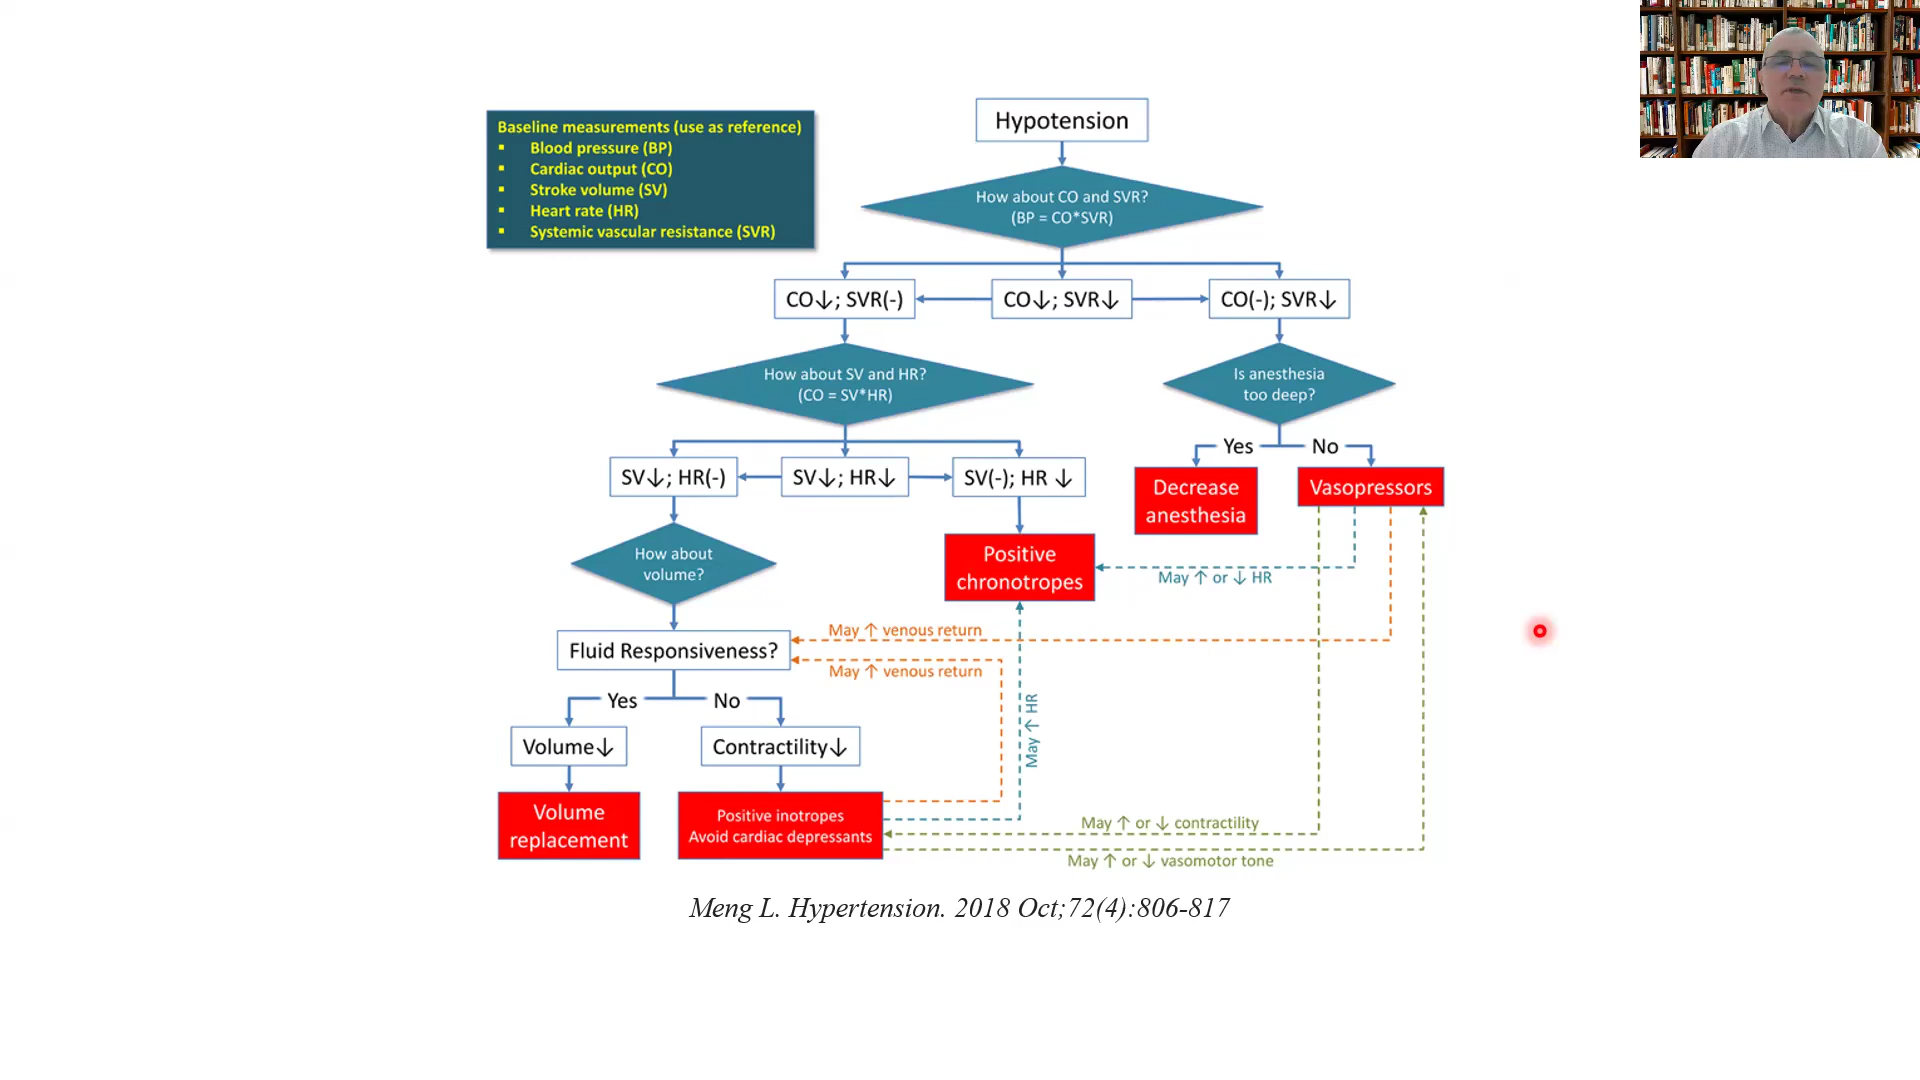 Baseline measurements (use as reference)
▪ Blood pressure (BP)
▪ Cardiac output (CO)
▪ Stroke volume (SV)
▪ Heart rate (HR)
▪ Systemic vascular resistance (SVR)
Hypotension
How about CO and SVR?
(BP = CO*SVR)
CO↓; SVR(-)
CO↓; SVR↓
CO(-); SVR↓
How about SV and HR?
(CO = SV*HR)
Is anesthesia
too deep?
Yes
No
SV↓; HR(-)
SV↓; HR↓
SV(-); HR ↓
Decrease
anesthesia
Vasopressors
How about
volume?
Positive
chronotropes
May ↑ or ↓ HR
May ↑ venous return
Fluid Responsiveness?
May ↑ venous return
Yes
No
May ↑ HR
Volume↓
Contractility↓
Volume
replacement
Positive inotropes
Avoid cardiac depressants
May ↑ or ↓ contractility
May ↑ or ↓ vasomotor tone
Meng L. Hypertension. 2018 Oct;72(4):806-817